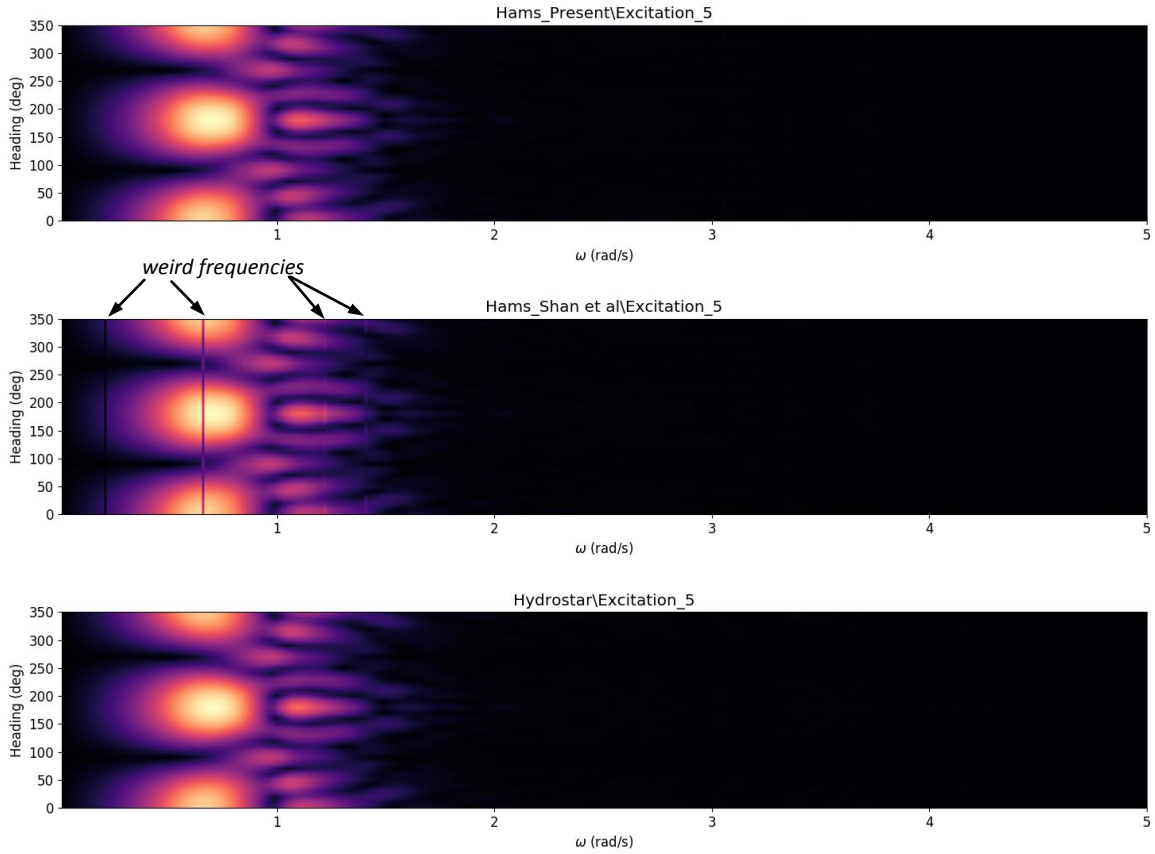 Hams_Present\Excitation_5
350
300
250
200
150
100
50
0
Heading (deg)
1 2 3 4 5
ω (rad/s)
weird frequencies
Hams_Shan et al\Excitation_5
350
300
250
200
150
100
50
0
Heading (deg)
1 2 3 4 5
ω (rad/s)
Hydrostar\Excitation_5
350
300
250
200
150
100
50
0
Heading (deg)
1 2 3 4 5
ω (rad/s)